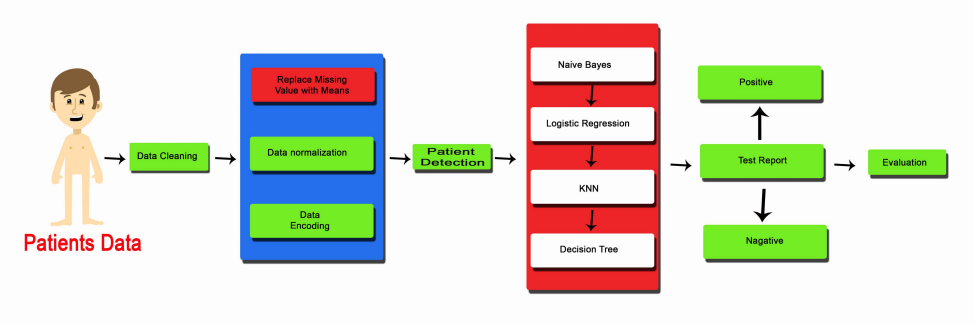 Patients Data
Data Cleaning
Replace Missing
Value with Means
Data normalization
Data
Encoding
Patient
Detection
Naive Bayes
Logistic Regression
KNN
Decision Tree
Positive
Test Report
Nagative
Evaluation